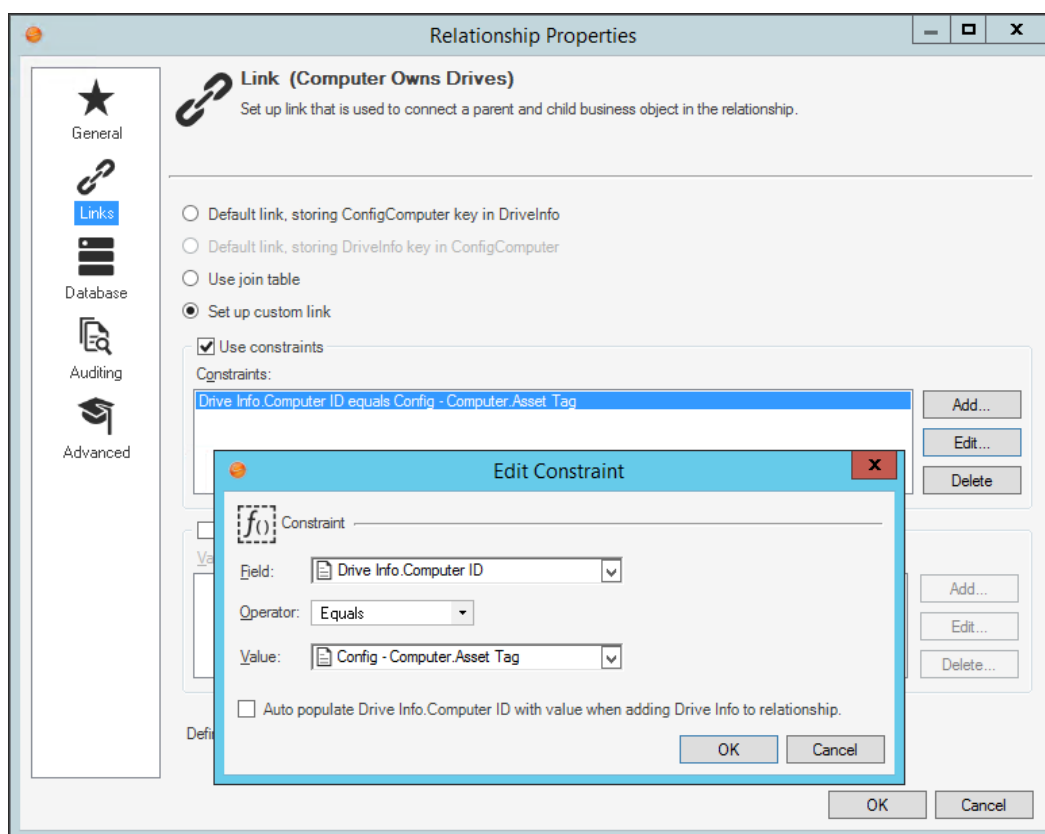 Relationship Properties
General
Links
Database
Auditing
Advanced
Link (Computer Owns Drives)
Set up link that is used to connect a parent and child business object in the relationship.
Default link, storing ConfigComputer key in DriveInfo
Default link, storing DriveInfo key in ConfigComputer
Use join table
Set up custom link
Use constraints
Constraints:
Drive Info.Computer ID equals Config - Computer.Asset Tag
Add...
Edit...
Delete
Edit Constraint
X
f() Constraint
Field: Drive Info.Computer ID
Operator: Equals
Value: Config - Computer.Asset Tag
Auto populate Drive Info.Computer ID with value when adding Drive Info to relationship.
OK Cancel
Va
Add...
Edit...
Delete...
Defi
OK Cancel